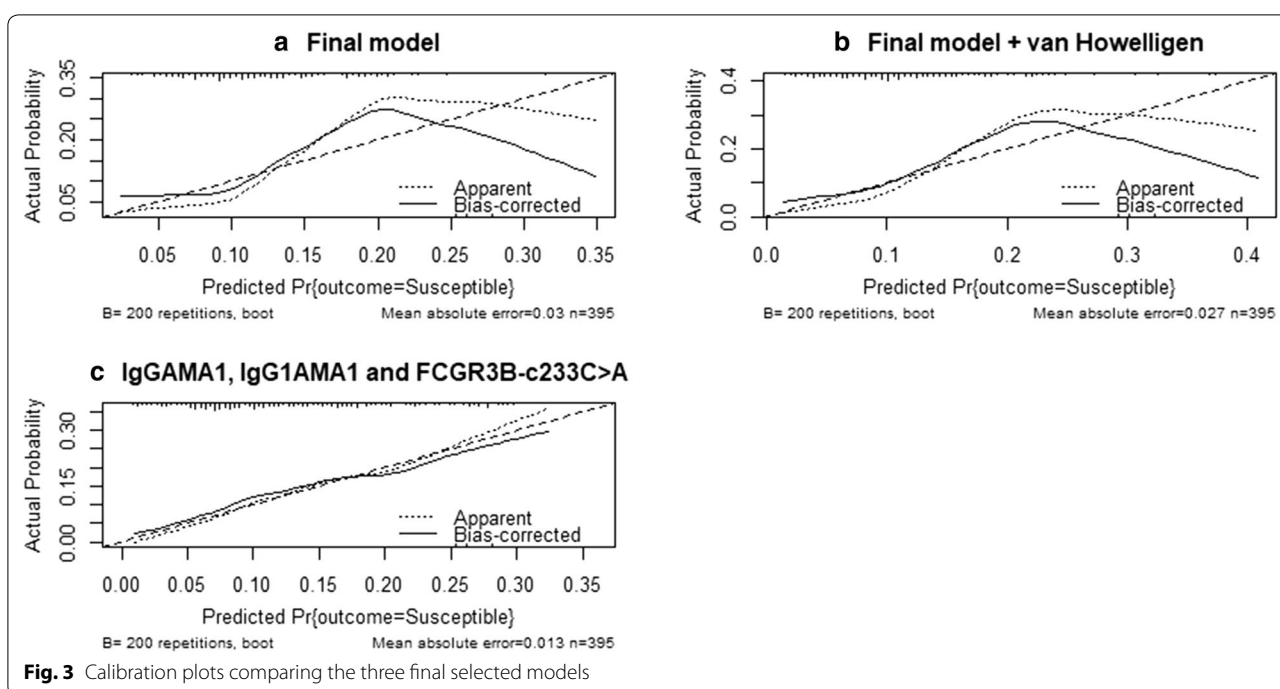 a Final model
0.35
0.20
0.05
Actual Probability
Apparent
Bias-corrected
0.05 0.10 0.15 0.20 0.25 0.30 0.35
Predicted Pr{outcome=Susceptible}
B= 200 repetitions, boot Mean absolute error=0.03 n=395
b Final model + van Howelligen
0.4
0.2
0.0
Actual Probability
Apparent
Bias-corrected
0.0 0.1 0.2 0.3 0.4
Predicted Pr{outcome=Susceptible}
B= 200 repetitions, boot Mean absolute error=0.027 n=395
c IgGAMA1, IgG1AMA1 and FCGR3B-c233C>A
0.30
0.15
0.00
Actual Probability
Apparent
Bias-corrected
0.00 0.05 0.10 0.15 0.20 0.25 0.30 0.35
Predicted Pr{outcome=Susceptible}
B= 200 repetitions, boot Mean absolute error=0.013 n=395
Fig. 3 Calibration plots comparing the three final selected models